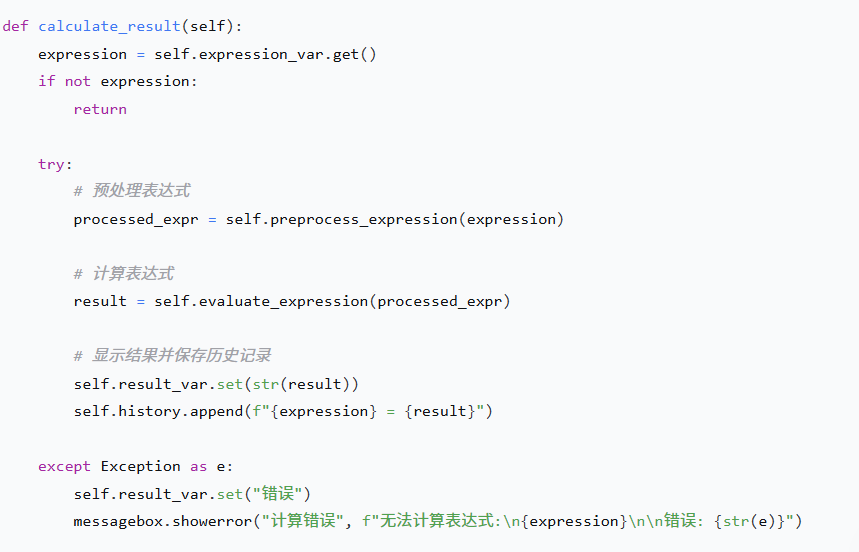 def calculate_result(self):
    expression = self.expression_var.get()
    if not expression:
        return

    try:
        # 预处理表达式
        processed_expr = self.preprocess_expression(expression)

        # 计算表达式
        result = self.evaluate_expression(processed_expr)

        # 显示结果并保存历史记录
        self.result_var.set(str(result))
        self.history.append(f"{expression} = {result}")

    except Exception as e:
        self.result_var.set("错误")
        messagebox.showerror("计算错误", f"无法计算表达式:\n{expression}\n\n错误: {str(e)}")